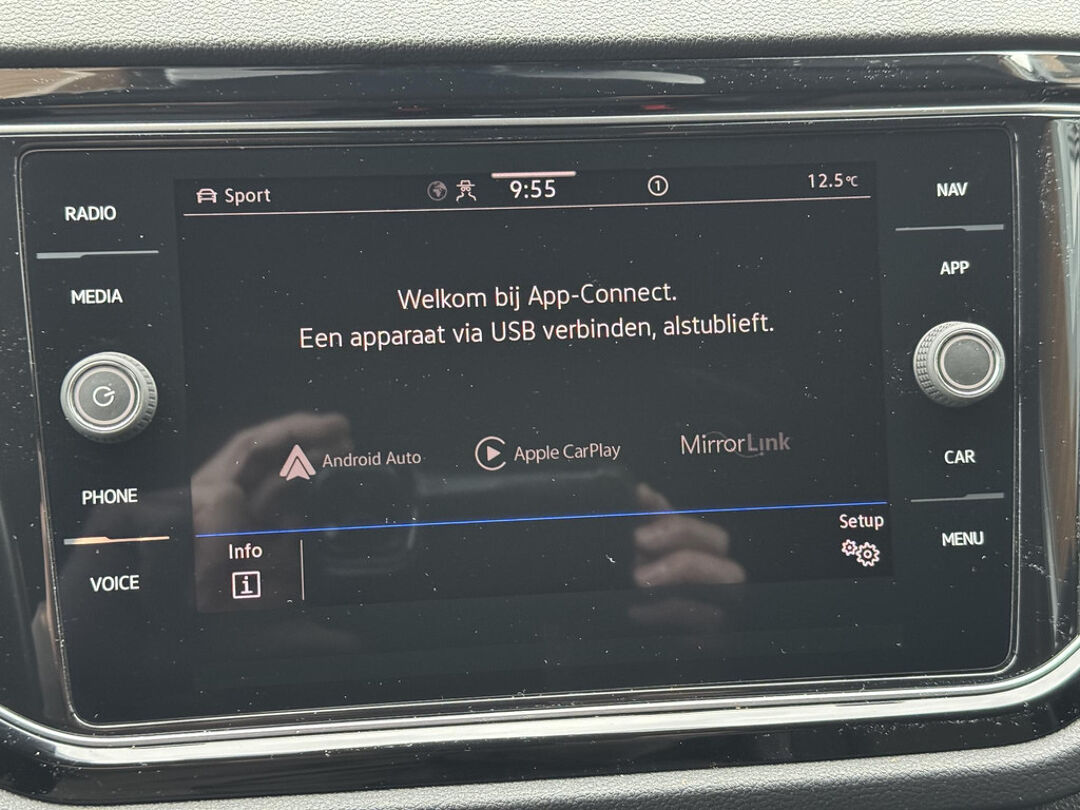 Sport 9:55 1 12.5°C
RADIO
MEDIA
PHONE
VOICE
Welkom bij App-Connect.
Een apparaat via USB verbinden, alstublieft.
Android Auto Apple CarPlay MirrorLink
Info
i
Setup
NAV
APP
CAR
MENU